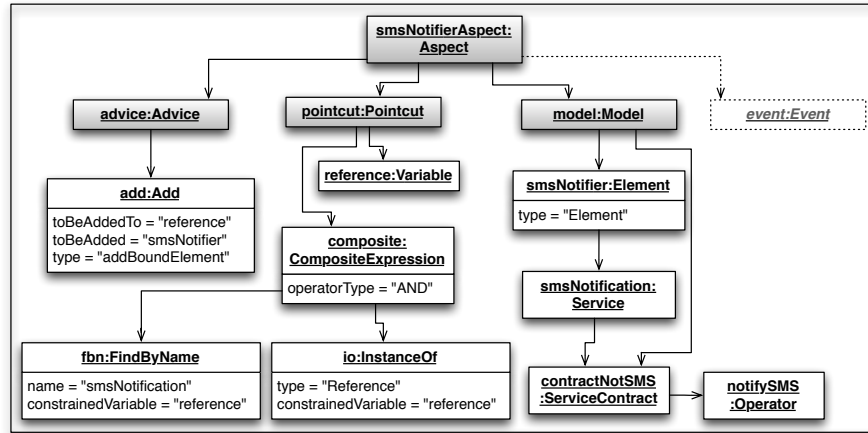 smsNotifierAspect:
Aspect
advice:Advice
pointcut:Pointcut
model:Model
event:Event
reference:Variable
add:Add
toBeAddedTo = "reference"
toBeAdded = "smsNotifier"
type = "addBoundElement"
smsNotifier:Element
type = "Element"
composite:
CompositeExpression
operatorType = "AND"
smsNotification:
Service
fbn:FindByName
name = "smsNotification"
constrainedVariable = "reference"
io:InstanceOf
type = "Reference"
constrainedVariable = "reference"
contractNotSMS
:ServiceContract
notifySMS
:Operator